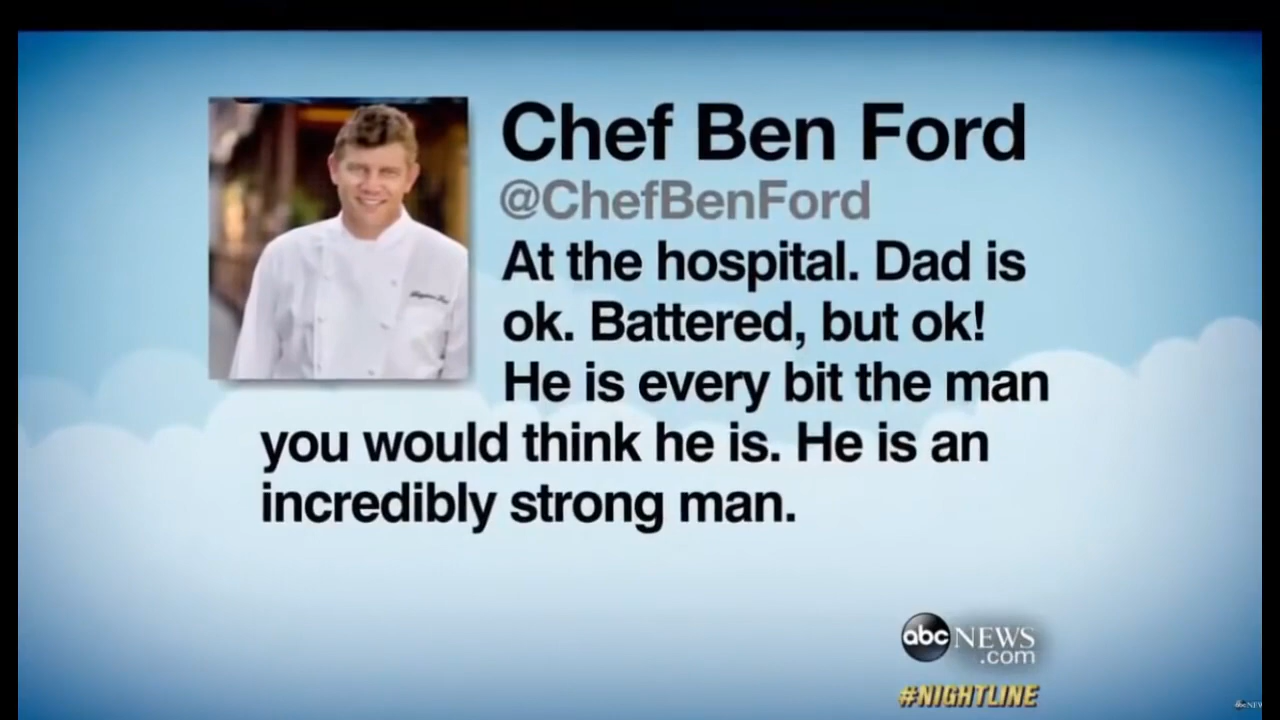 Chef Ben Ford
@ChefBenFord
At the hospital. Dad is
ok. Battered, but ok!
He is every bit the man
you would think he is. He is an
incredibly strong man.
abc NEWS
.com
#NIGHTLINE